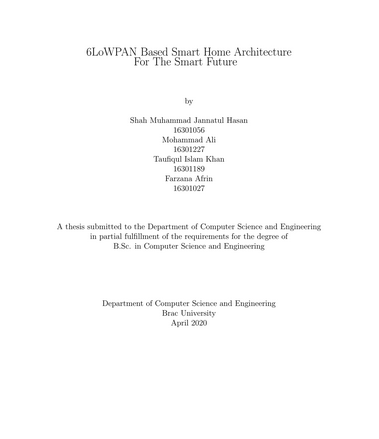 6LoWPAN Based Smart Home Architecture
For The Smart Future
by
Shah Muhammad Jannatul Hasan
16301056
Mohammad Ali
16301227
Taufiqul Islam Khan
16301189
Farzana Afrin
16301027
A thesis submitted to the Department of Computer Science and Engineering
in partial fulfillment of the requirements for the degree of
B.Sc. in Computer Science and Engineering
Department of Computer Science and Engineering
Brac University
April 2020